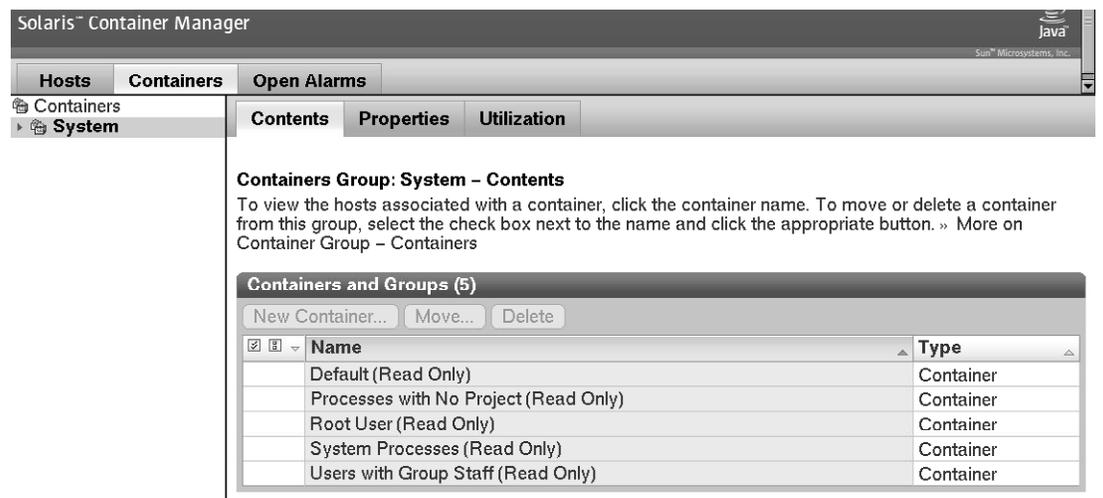 Solaris™ Container Manager
Java™
Sun™ Microsystems, Inc.
Hosts Containers Open Alarms
Containers
System
Contents Properties Utilization
Containers Group: System – Contents
To view the hosts associated with a container, click the container name. To move or delete a container
from this group, select the check box next to the name and click the appropriate button. » More on
Container Group – Containers
Containers and Groups (5)
New Container... Move... Delete
Name Type
Default (Read Only) Container
Processes with No Project (Read Only) Container
Root User (Read Only) Container
System Processes (Read Only) Container
Users with Group Staff (Read Only) Container